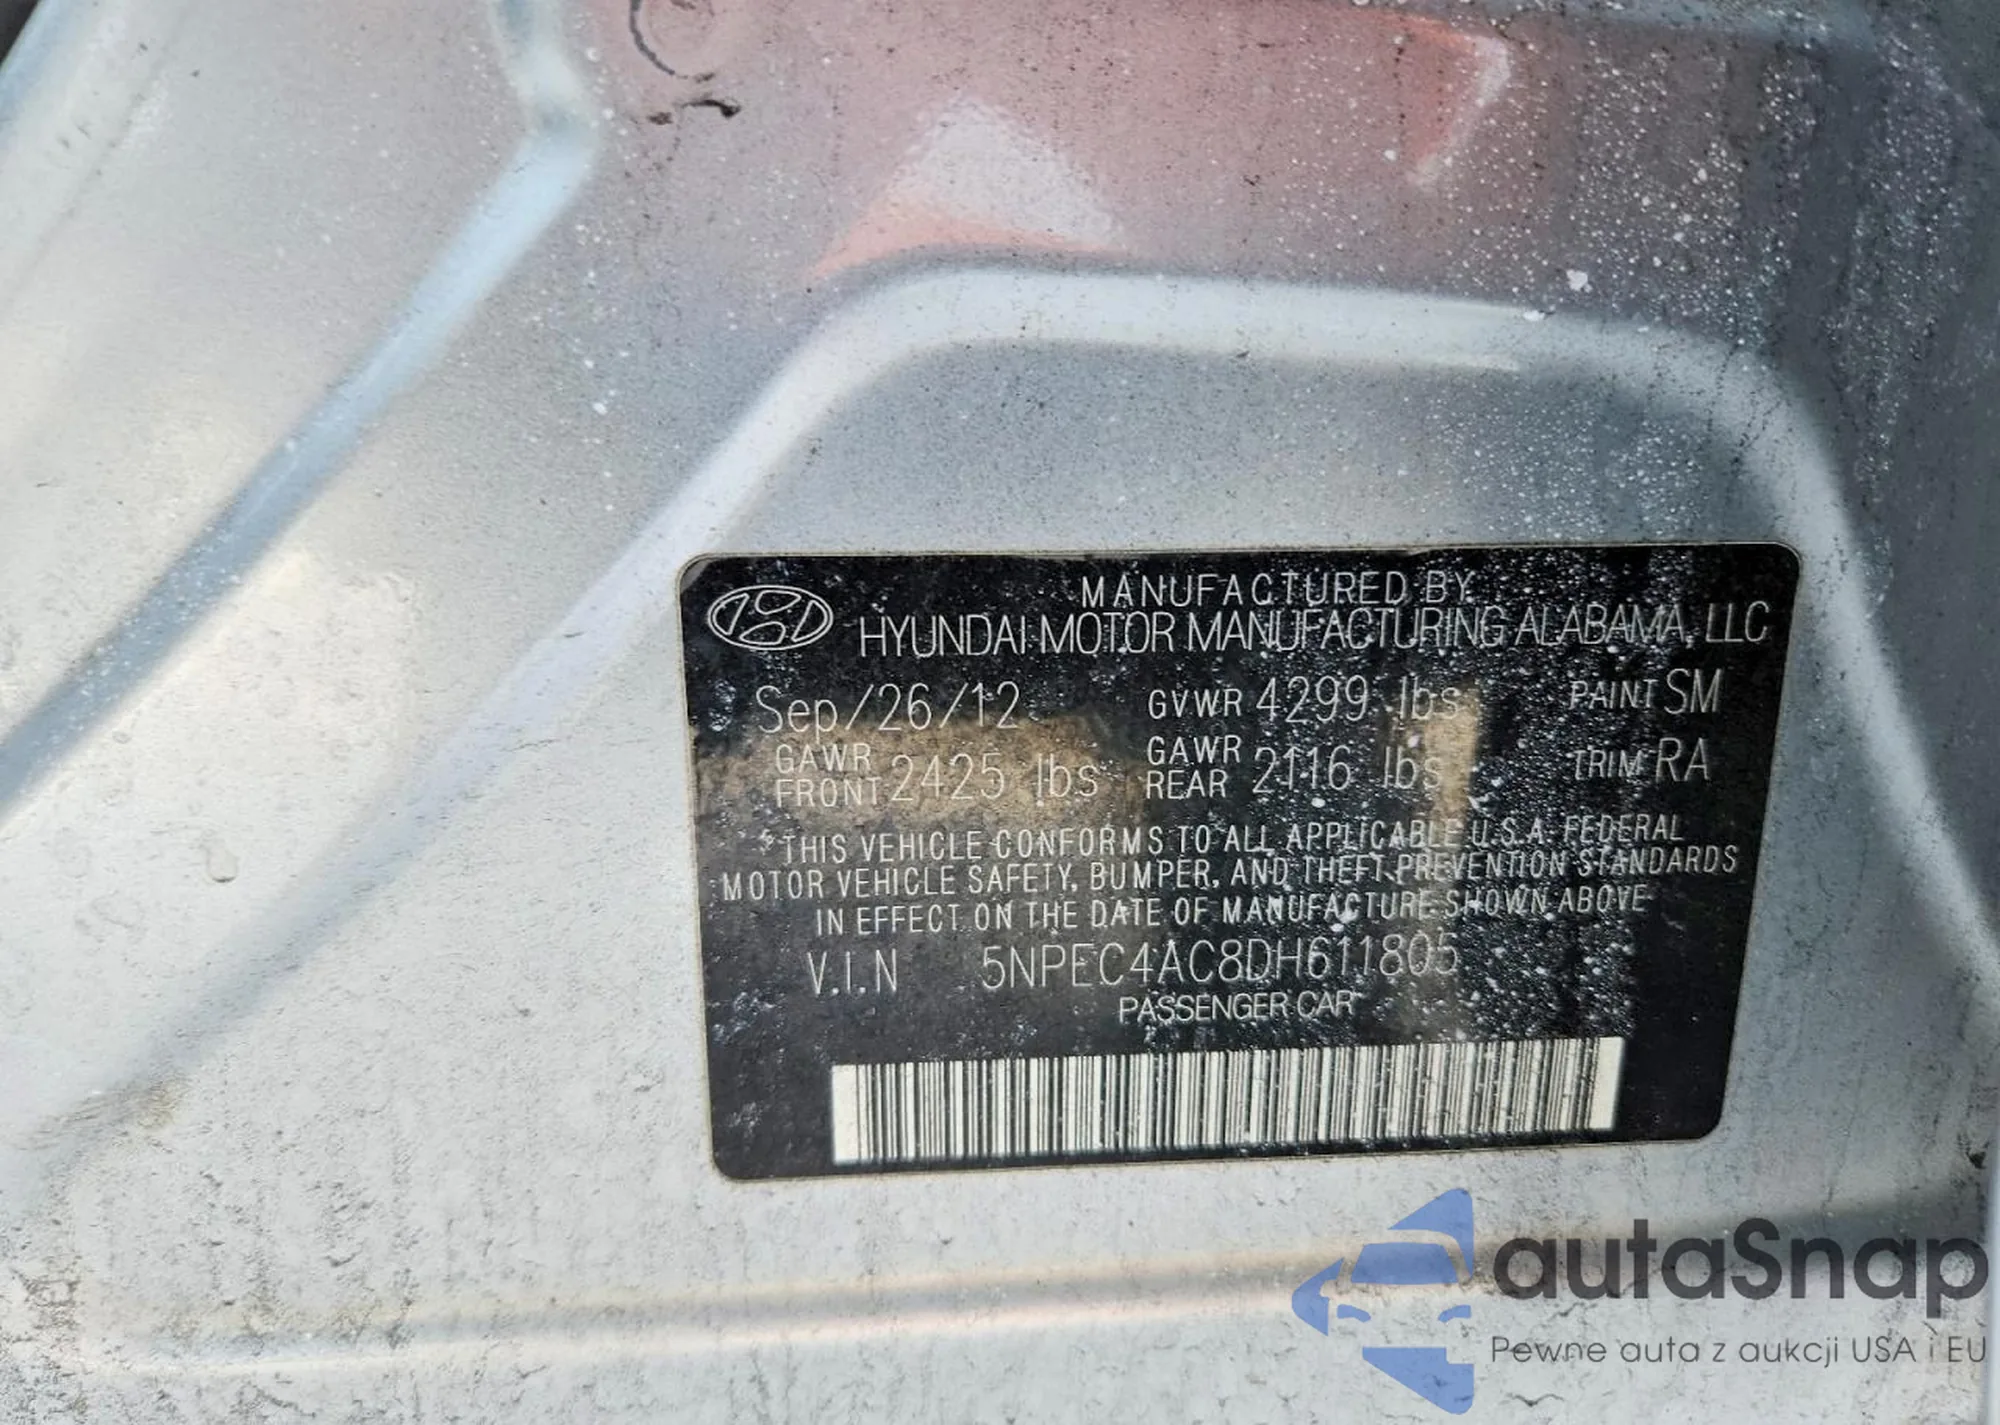 MANUFACTURED BY
HYUNDAI MOTOR MANUFACTURING ALABAMA, LLC
Sep/26/12 GVWR 4299 lbs PAINT SM
GAWR FRONT 2425 lbs GAWR REAR 2116 lbs TRIM RA
THIS VEHICLE CONFORMS TO ALL APPLICABLE U.S.A. FEDERAL
MOTOR VEHICLE SAFETY, BUMPER, AND THEFT PREVENTION STANDARDS
IN EFFECT ON THE DATE OF MANUFACTURE SHOWN ABOVE
V.I.N 5NPEC4AC8DH611805
PASSENGER CAR
autaSnap
Pewne auta z aukcji USA i EU